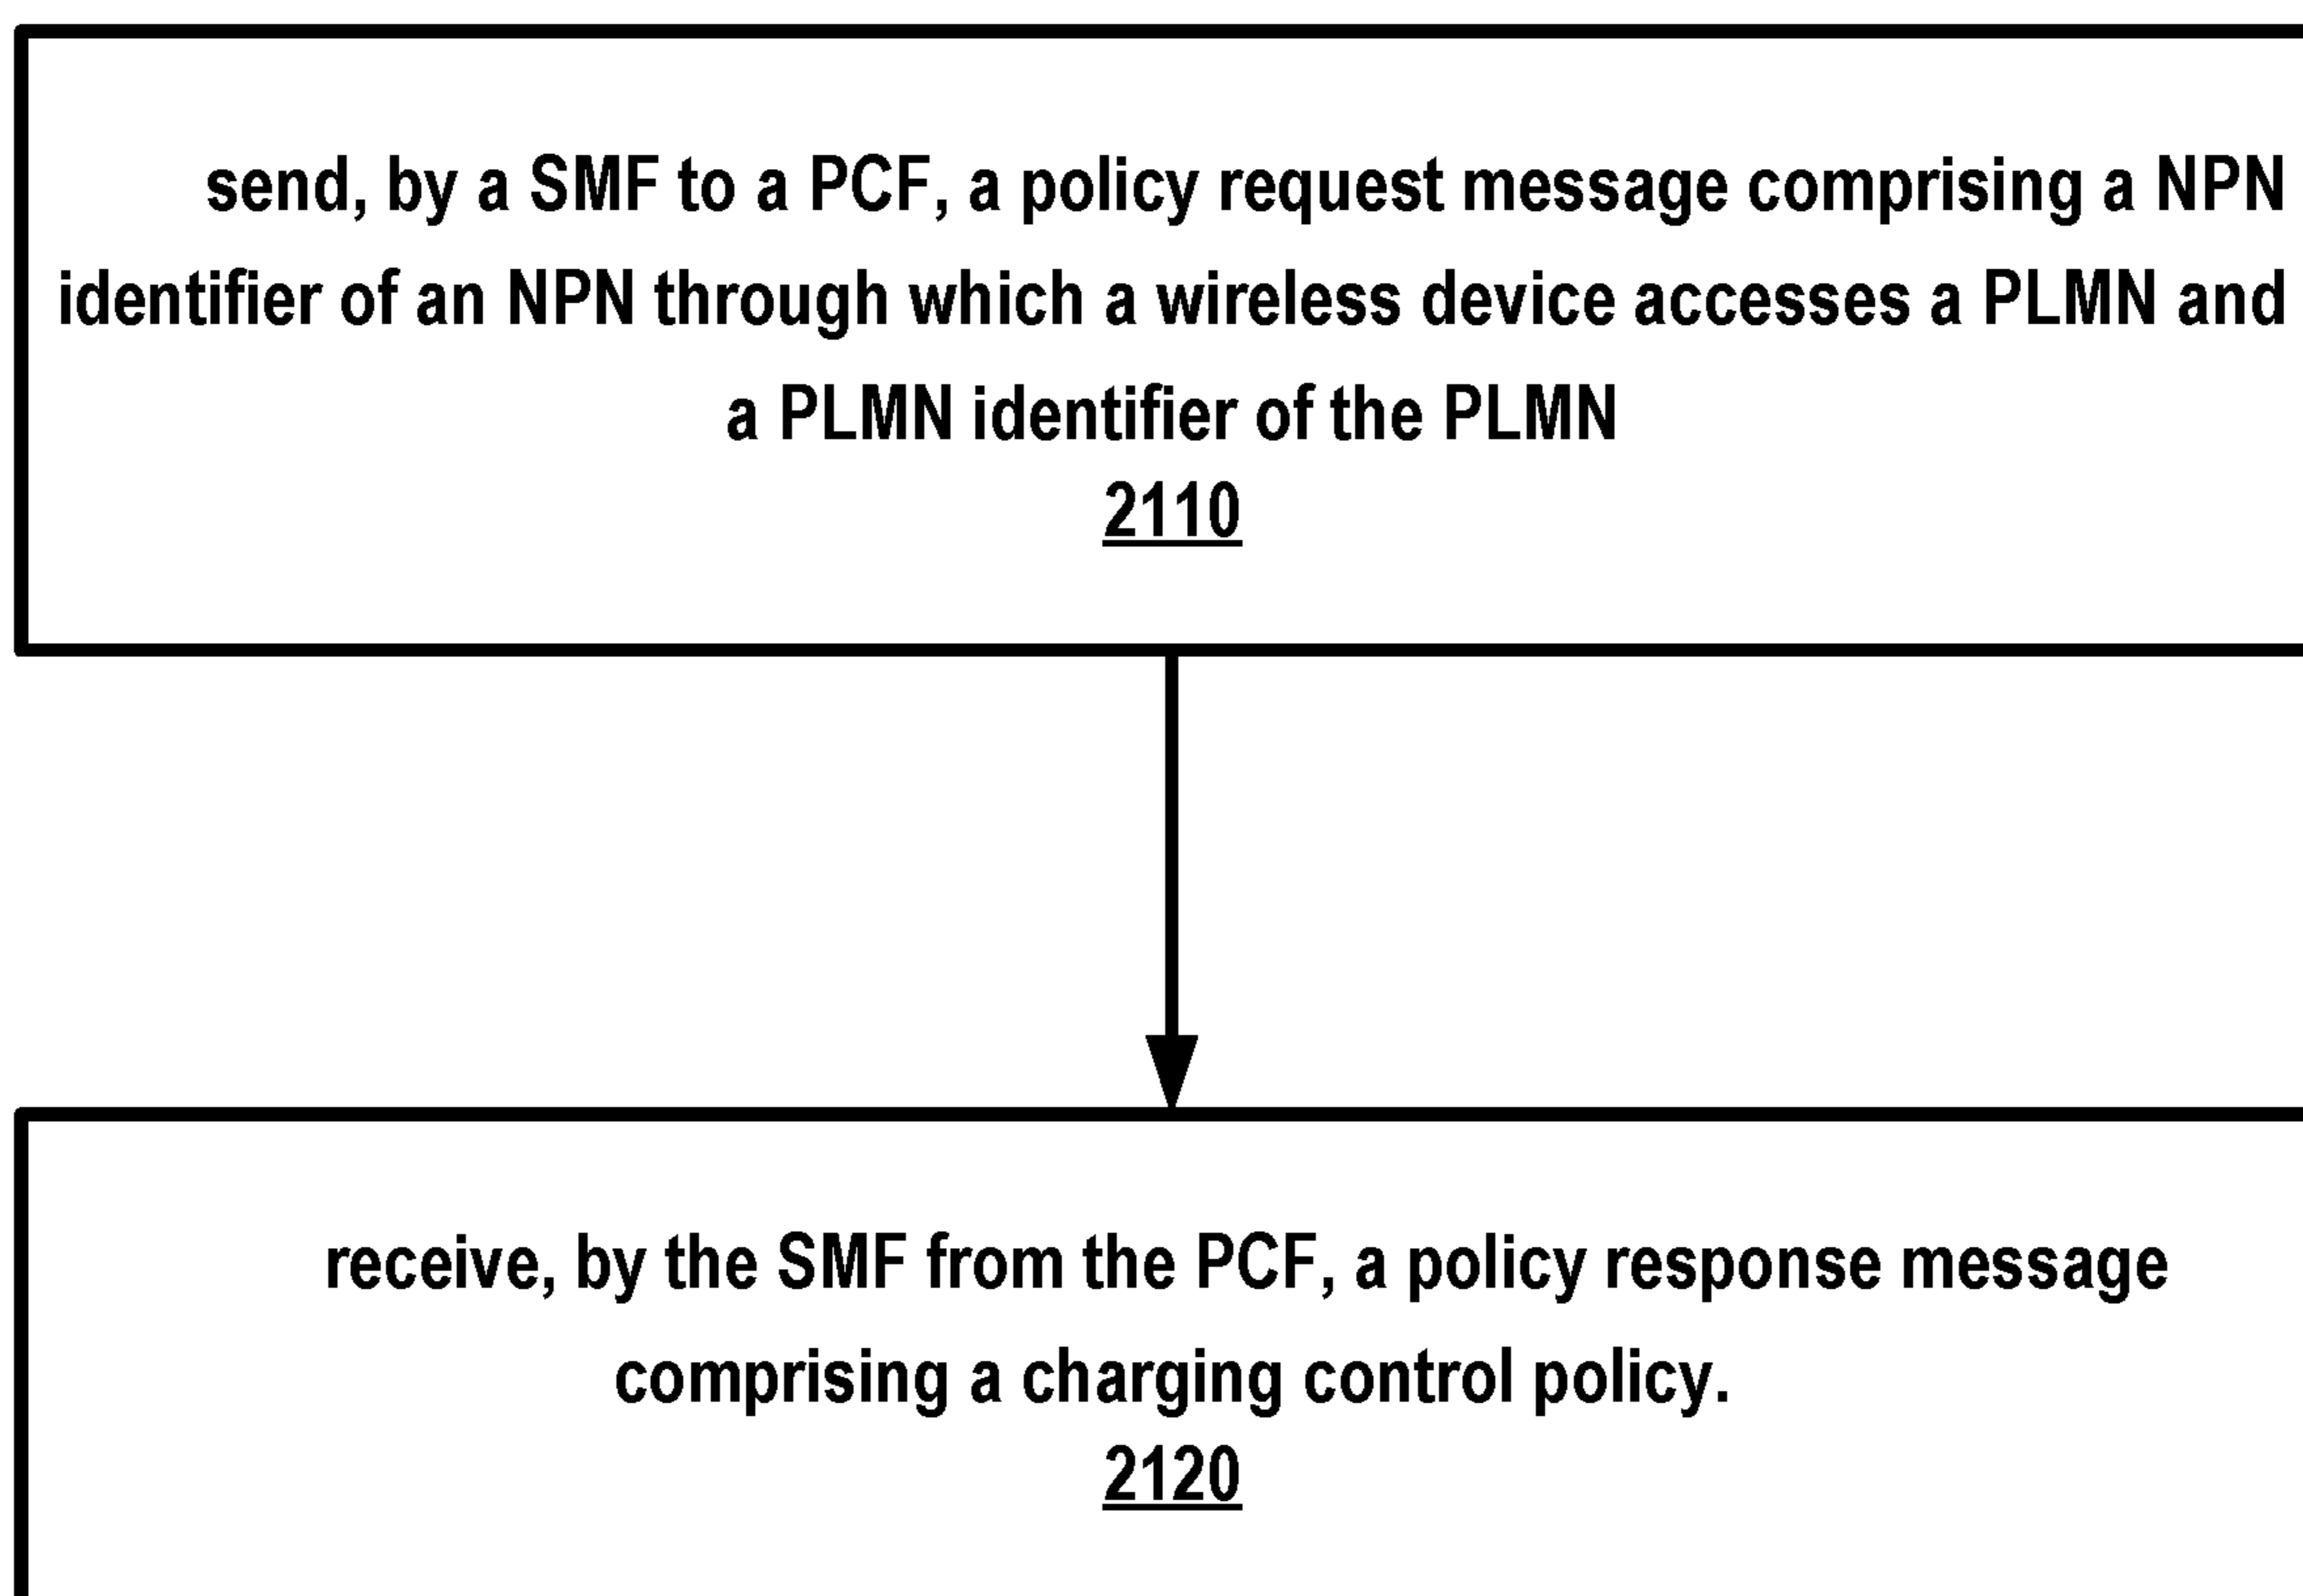 send, by a SMF to a PCF, a policy request message comprising a NPN
identifier of an NPN through which a wireless device accesses a PLMN and
a PLMN identifier of the PLMN
2110
receive, by the SMF from the PCF, a policy response message
comprising a charging control policy.
2120